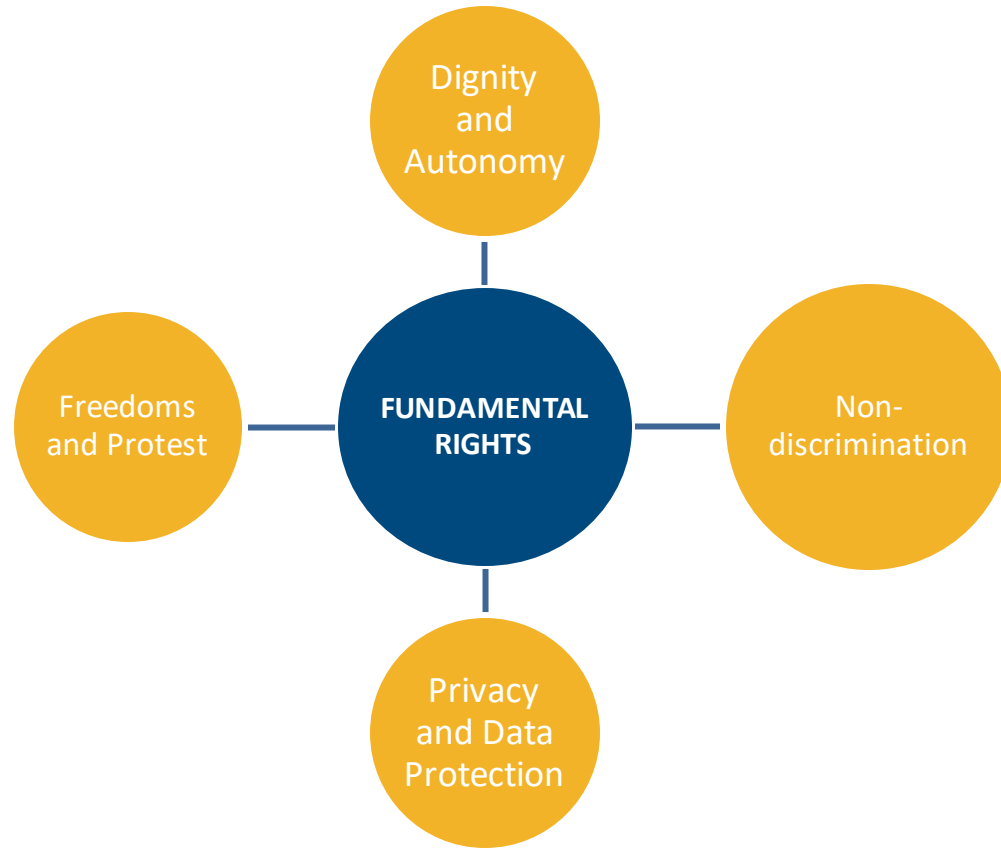 Dignity
and
Autonomy
Freedoms
and Protest
FUNDAMENTAL
RIGHTS
Non-
discrimination
Privacy
and Data
Protection